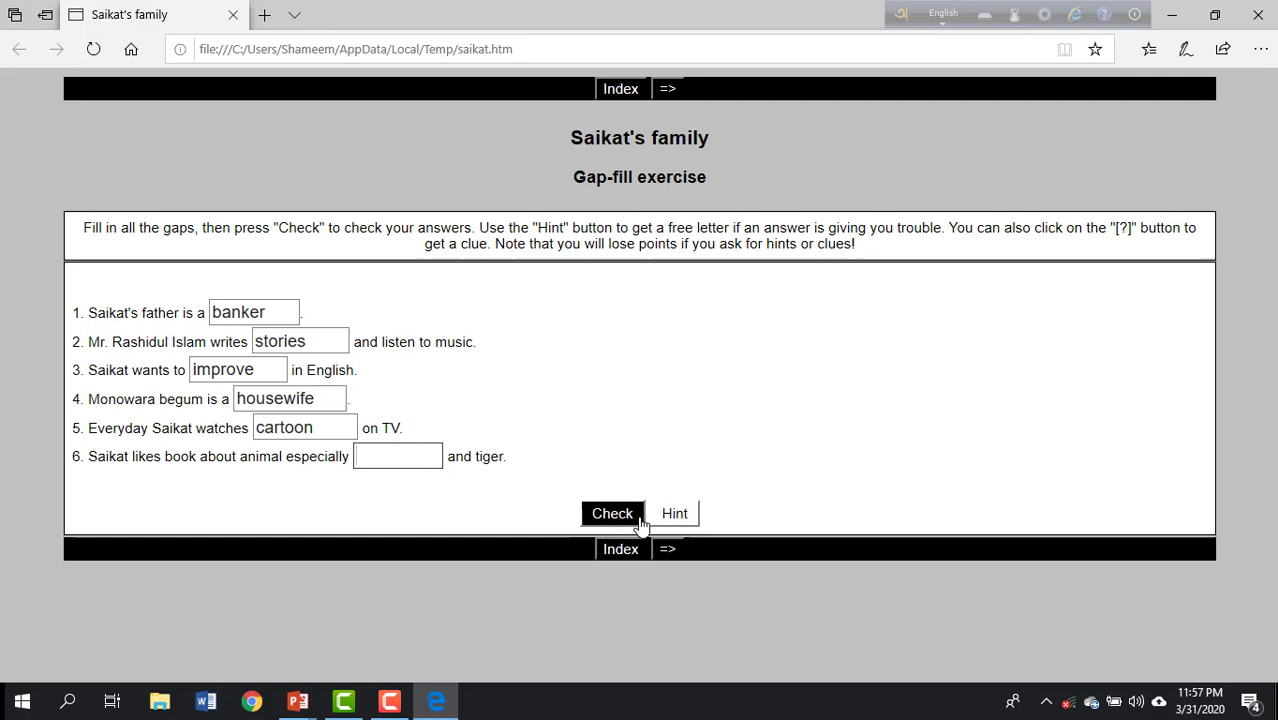 Saikat's family
English
file:///C:/Users/Shameem/AppData/Local/Temp/saikat.htm
Index =>
Saikat's family
Gap-fill exercise
Fill in all the gaps, then press "Check" to check your answers. Use the "Hint" button to get a free letter if an answer is giving you trouble. You can also click on the "[?]" button to
get a clue. Note that you will lose points if you ask for hints or clues!
1. Saikat's father is a banker .
2. Mr. Rashidul Islam writes stories and listen to music.
3. Saikat wants to improve in English.
4. Monowara begum is a housewife .
5. Everyday Saikat watches cartoon on TV.
6. Saikat likes book about animal especially and tiger.
Check Hint
Index =>
11:57 PM
3/31/2020
4